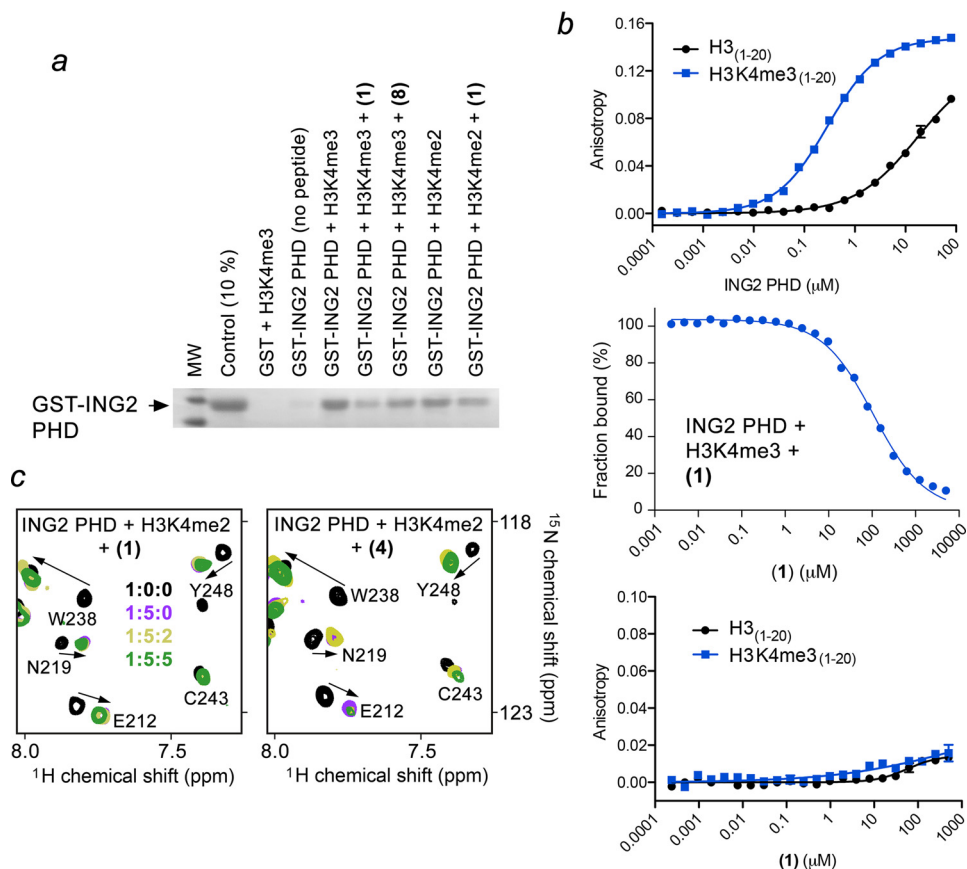 a
MW
Control (10 %)
GST + H3K4me3
GST-ING2 PHD (no peptide)
GST-ING2 PHD + H3K4me3
GST-ING2 PHD + H3K4me3 + (1)
GST-ING2 PHD + H3K4me3 + (8)
GST-ING2 PHD + H3K4me2
GST-ING2 PHD + H3K4me2 + (1)
GST-ING2
PHD
b
H3(1-20)
H3K4me3(1-20)
Anisotropy
0.16
0.12
0.08
0.04
0.00
0.0001
0.001
0.01
0.1
1
10
100
ING2 PHD (μM)
Fraction bound (%)
100
80
60
40
20
0
ING2 PHD +
H3K4me3 +
(1)
0.001
0.01
0.1
1
10
100
1000
10000
(1) (μM)
H3(1-20)
H3K4me3(1-20)
Anisotropy
0.10
0.08
0.06
0.04
0.02
0.00
0.0001
0.001
0.01
0.1
1
10
100
1000
(1) (μM)
c
ING2 PHD + H3K4me2
+ (1)
1:0:0
1:5:0
1:5:2
1:5:5
W238
Y248
N219
C243
E212
8.0
7.5
1H chemical shift (ppm)
ING2 PHD + H3K4me2
+ (4)
W238
Y248
N219
C243
E212
8.0
7.5
1H chemical shift (ppm)
118
123
15N chemical shift
(ppm)